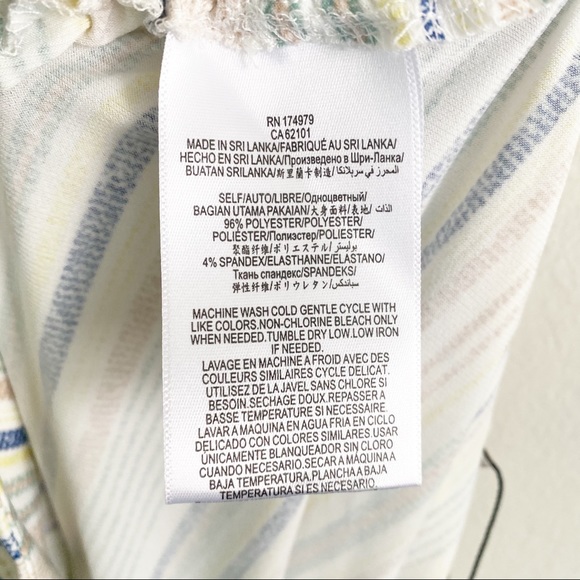 RN 174979
CA 62101
MADE IN SRI LANKA/FABRIQUÉ AU SRI LANKA/
HECHO EN SRI LANKA/Произведено в Шри-Ланка/
BUATAN SRILANKA/斯里蘭卡制造/المحرز في سريلانكا/
SELF/AUTO/LIBRE/Одноцветный/
BAGIAN UTAMA PAKAIAN/大身面料/表地/الذات/
96% POLYESTER/POLYESTER/
POLIÉSTER/Полиэстер/POLIESTER/
聚酯纤维/ポリエステル/بوليستر/
4% SPANDEX/ELASTHANNE/ELASTANO/
Ткань спандекс/SPANDEKS/
弹性纤维/ポリウレタン/سباندكس/
MACHINE WASH COLD GENTLE CYCLE WITH
LIKE COLORS.NON-CHLORINE BLEACH ONLY
WHEN NEEDED.TUMBLE DRY LOW.LOW IRON
IF NEEDED.
LAVAGE EN MACHINE A FROID AVEC DES
COULEURS SIMILAIRES CYCLE DELICAT.
UTILISEZ DE LA JAVEL SANS CHLORE SI
BESOIN.SECHAGE DOUX.REPASSER A
BASSE TEMPERATURE SI NECESSAIRE.
LAVAR A MAQUINA EN AGUA FRIA EN CICLO
DELICADO CON COLORES SIMILARES.USAR
ÚNICAMENTE BLANQUEADOR SIN CLORO
CUANDO NECESARIO.SECAR A MÁQUINA A
BAJA TEMPERATURA.PLANCHA A BAJA
TEMPERATURA SI ES NECESARIO.